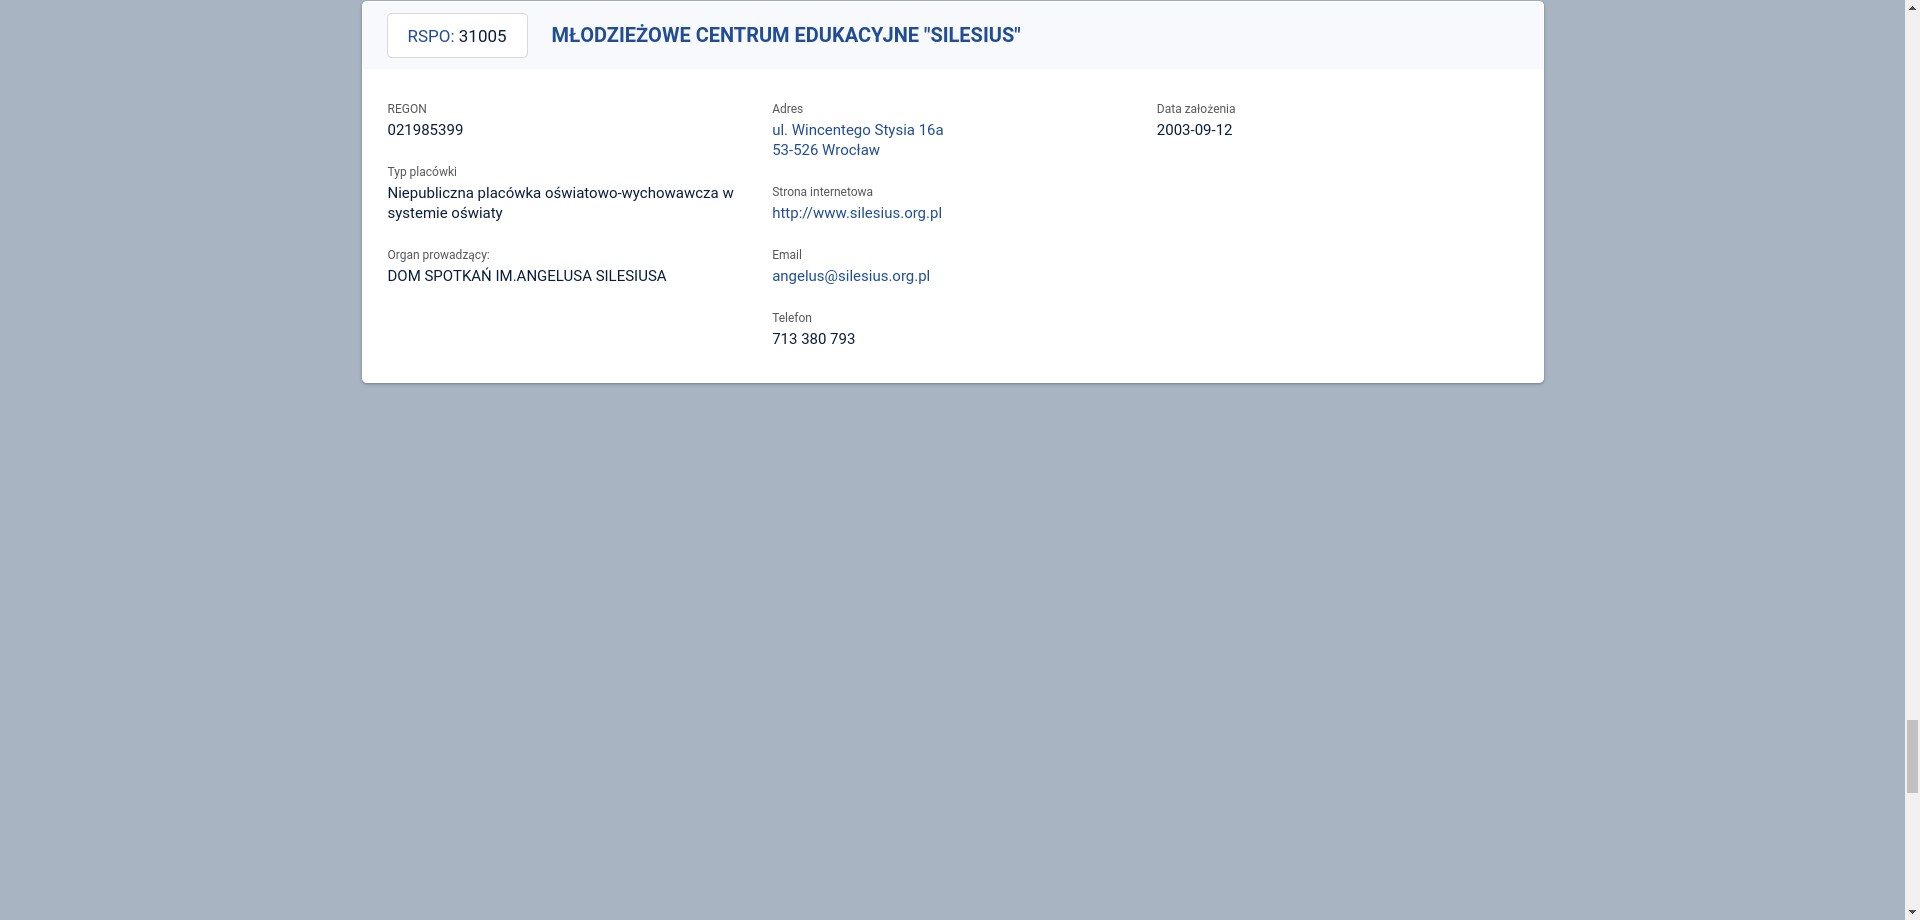 RSPO: 31005
MŁODZIEŻOWE CENTRUM EDUKACYJNE "SILESIUS"
REGON
021985399
Typ placówki
Niepubliczna placówka oświatowo-wychowawcza w
systemie oświaty
Organ prowadzący:
DOM SPOTKAŃ IM.ANGELUSA SILESIUSA
Adres
ul. Wincentego Stysia 16a
53-526 Wrocław
Strona internetowa
http://www.silesius.org.pl
Email
angelus@silesius.org.pl
Telefon
713 380 793
Data założenia
2003-09-12